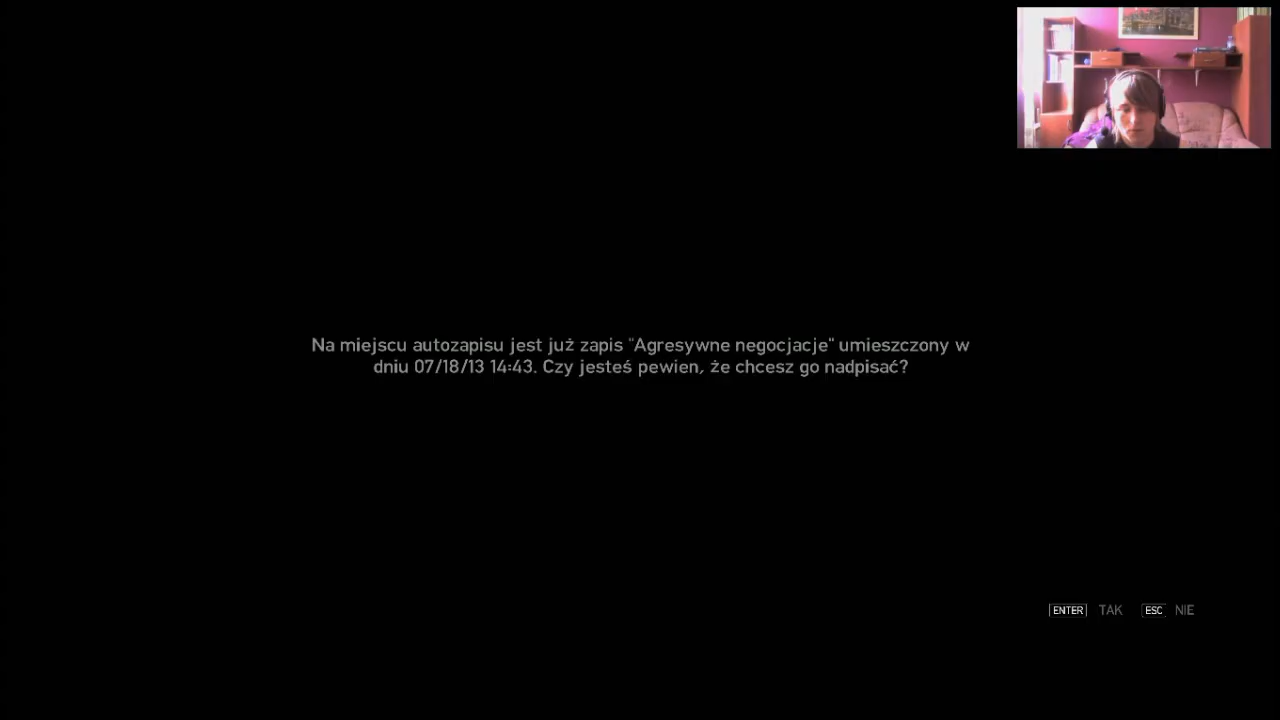 Na miejscu autozapisu jest już zapis "Agresywne negocjacje" umieszczony w
dniu 07/18/13 14:43. Czy jesteś pewien, że chcesz go nadpisać?
ENTER TAK ESC NIE